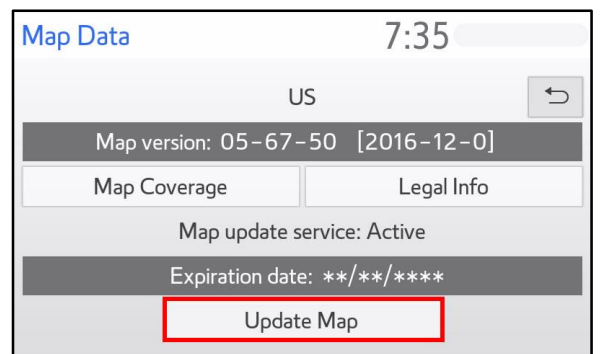 Map Data 7:35
US
Map version: 05-67-50 [2016-12-0]
Map Coverage Legal Info
Map update service: Active
Expiration date: **/**/****
Update Map